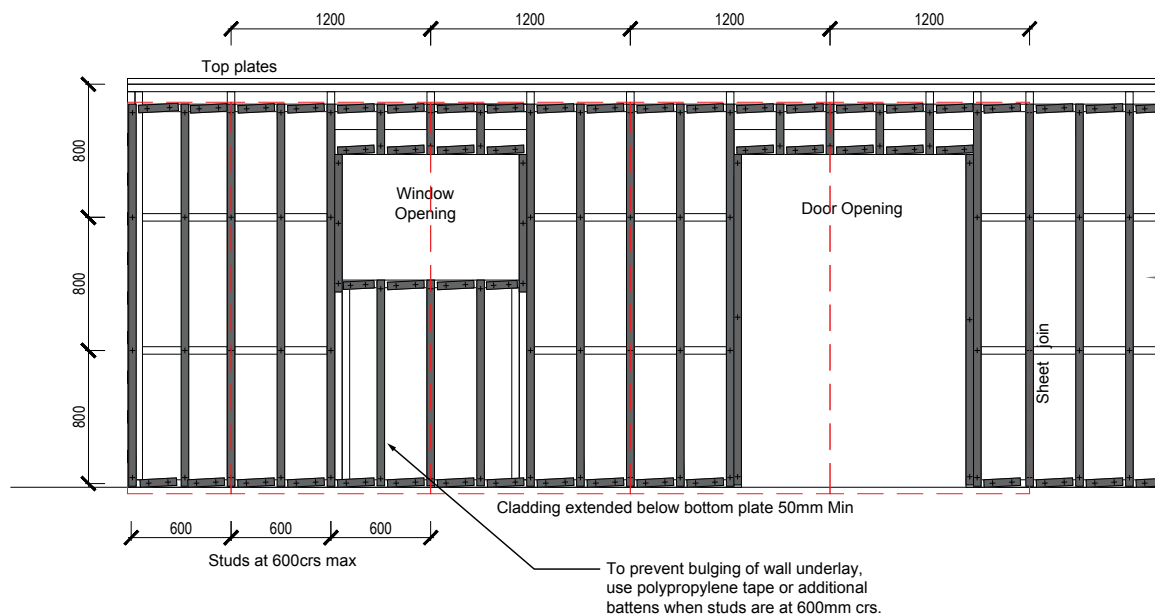 1200
1200
1200
1200
Top plates
800
Window
Opening
Door Opening
800
Sheet join
800
Cladding extended below bottom plate 50mm Min
600
600
600
Studs at 600crs max
To prevent bulging of wall underlay,
use polypropylene tape or additional
battens when studs are at 600mm crs.